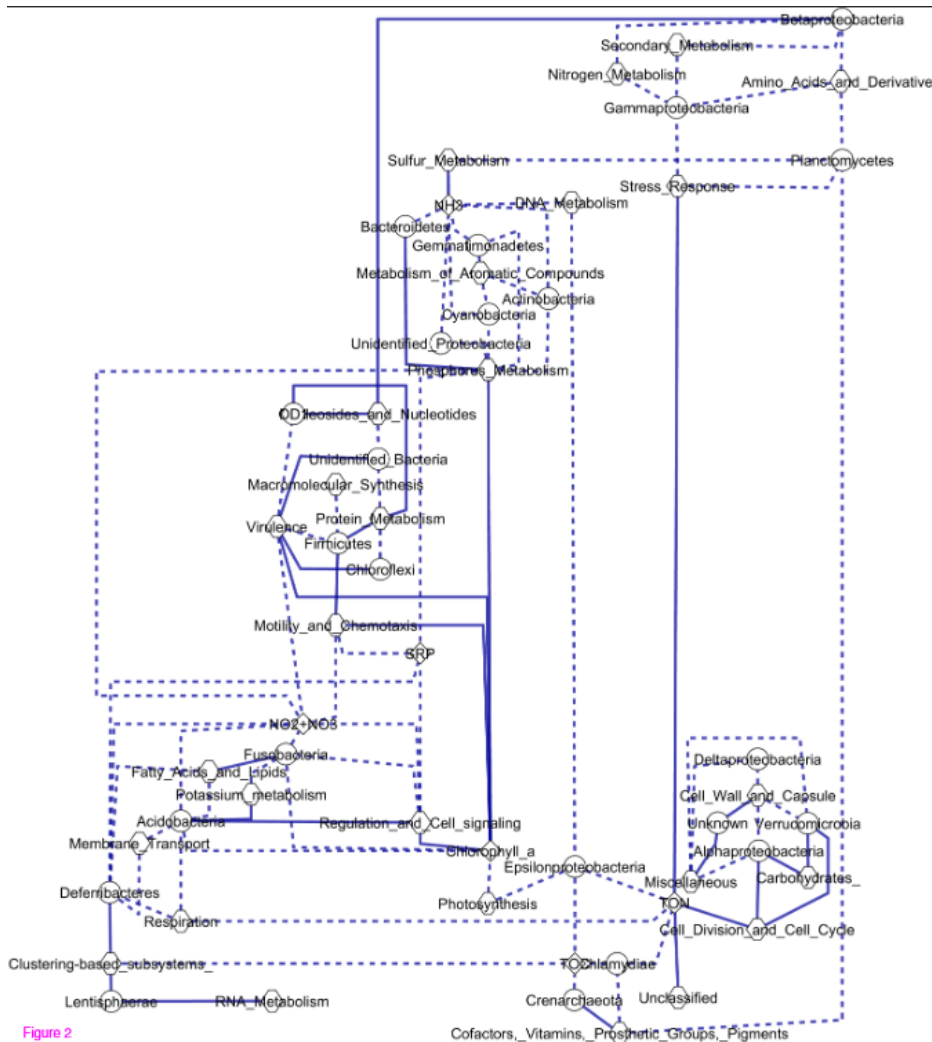 Betaproteobacteria
Secondary_Metabolism
Nitrogen_Metabolism
Amino_Acids_and_Derivative
Gammaproteobacteria
Sulfur_Metabolism
Planctomycetes
Stress_Response
NH3
DNA_Metabolism
Bacteroidetes
Gemmatimonadetes
Metabolism_of_Aromatic_Compounds
Actinobacteria
Cyanobacteria
Unidentified_Proteobacteria
Phosphorus_Metabolism
OD1
leosides_and_Nucleotides
Unidentified_Bacteria
Macromolecular_Synthesis
Protein_Metabolism
Virulence
Firmicutes
Chloroflexi
Motility_and_Chemotaxis
SRP
NO2+NO3
Fusobacteria
Deltaproteobacteria
Fatty_Acids_and_Lipids
Potassium_metabolism
Cell_Wall_and_Capsule
Acidobacteria
Regulation_and_Cell_signaling
Unknown
Verrucomicrobia
Membrane_Transport
Chlorophyll_a
Alphaproteobacteria
Epsilonproteobacteria
Miscellaneous
Carbohydrates_
Deferribacteres
Photosynthesis
TON
Respiration
Cell_Division_and_Cell_Cycle
Clustering-based_subsystems_
Chlamydiae
Lentisphaerae
RNA_Metabolism
Crenarchaeota
Unclassified
Figure 2
Cofactors,_Vitamins,_Prosthetic_Groups,_Pigments